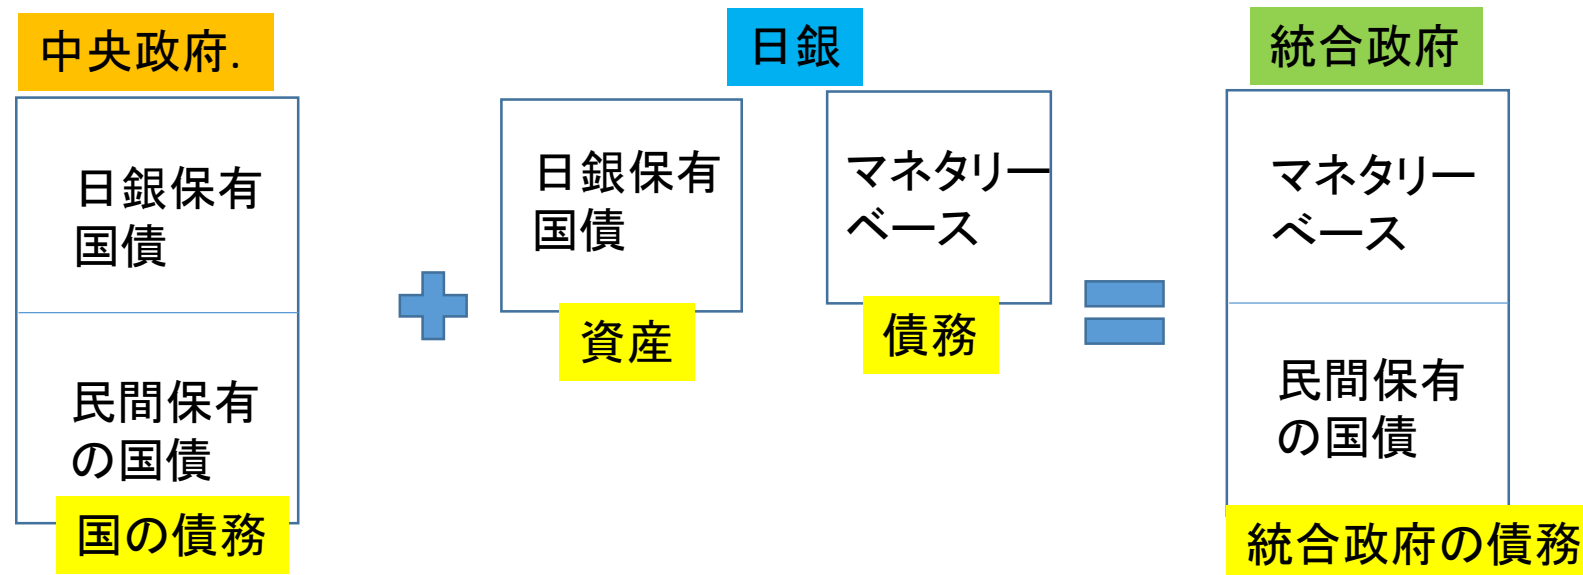 中央政府.
日銀保有
国債
民間保有
の国債
国の債務
日銀
日銀保有
国債
資産
マネタリー
ベース
債務
統合政府
マネタリー
ベース
民間保有
の国債
統合政府の債務